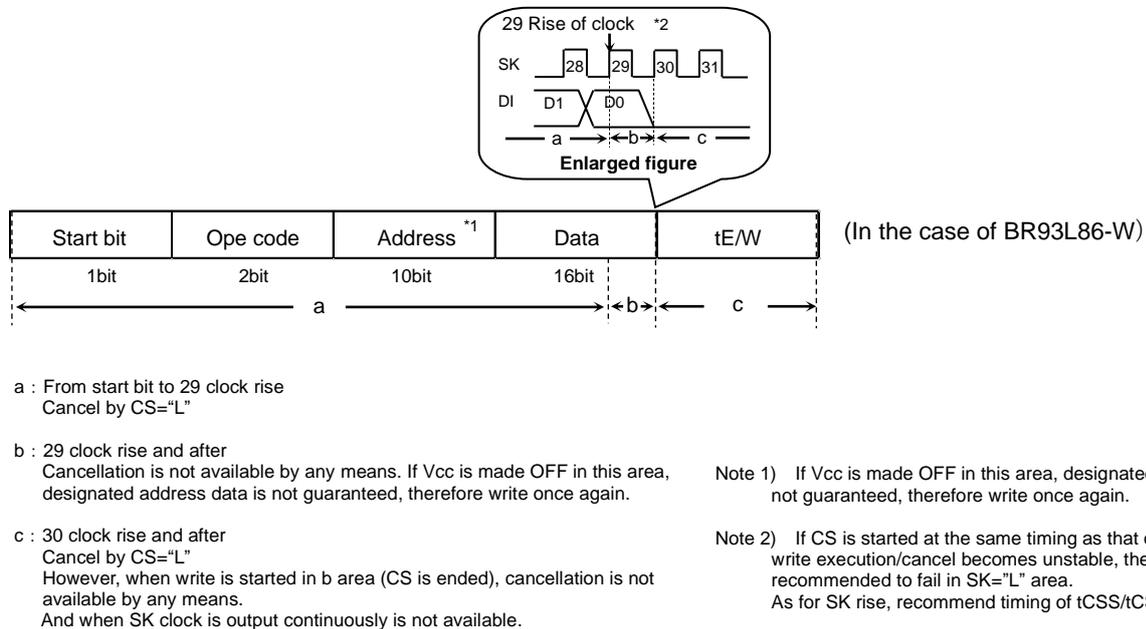 29 Rise of clock *2
SK 28 29 30 31
DI D1 D0
a b c
Enlarged figure
Start bit Ope code Address *1 Data tE/W (In the case of BR93L86-W)
1bit 2bit 10bit 16bit
a b c
a : From start bit to 29 clock rise
Cancel by CS=“L”
b : 29 clock rise and after
Cancellation is not available by any means. If Vcc is made OFF in this area,
designated address data is not guaranteed, therefore write once again.
c : 30 clock rise and after
Cancel by CS=“L”
However, when write is started in b area (CS is ended), cancellation is not
available by any means.
And when SK clock is output continuously is not available.
Note 1) If Vcc is made OFF in this area, designated
not guaranteed, therefore write once again.
Note 2) If CS is started at the same timing as that
write execution/cancel becomes unstable,
recommended to fail in SK=”L” area.
As for SK rise, recommend timing of